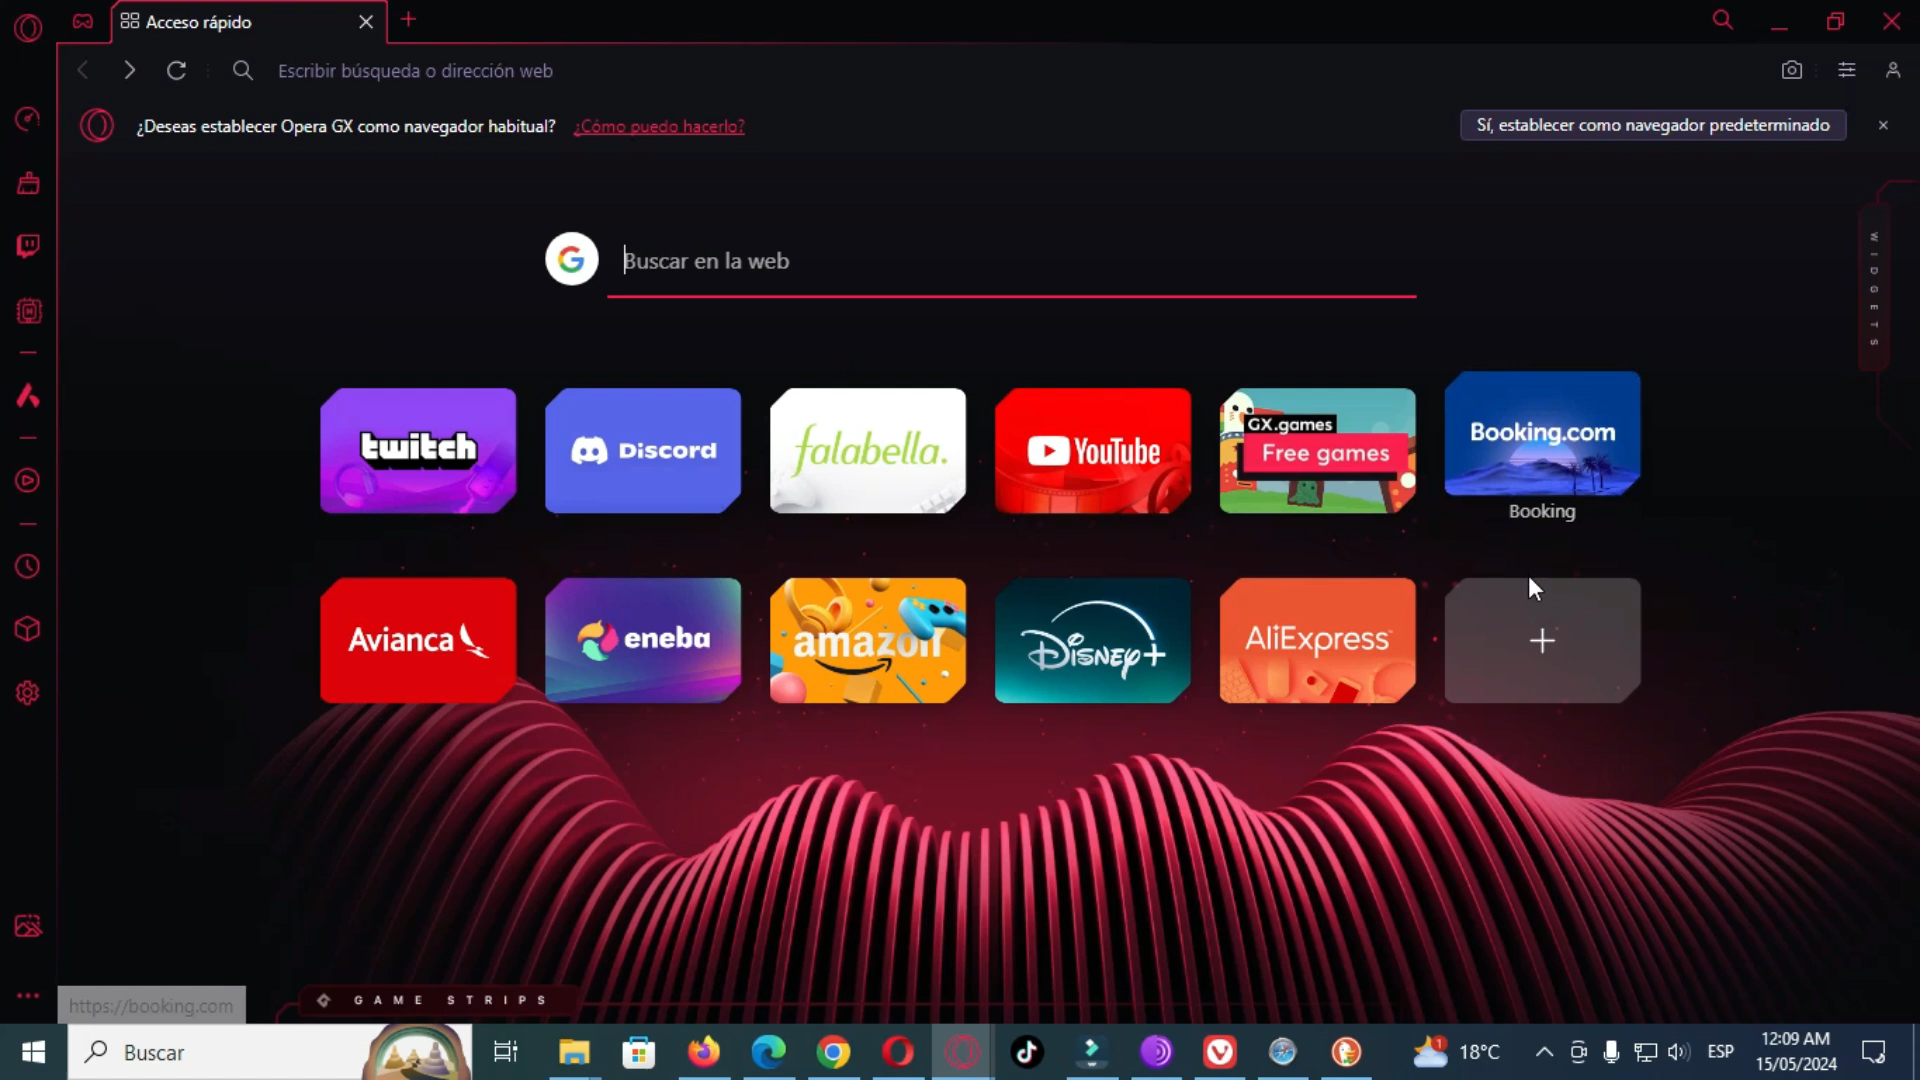 Acceso rápido
Escribir búsqueda o dirección web
¿Deseas establecer Opera GX como navegador habitual? ¿Cómo puedo hacerlo?
Sí, establecer como navegador predeterminado
WIDGETS
Buscar en la web
twitch
Discord
falabella.
YouTube
GX.games
Free games
Booking.com
Booking
Avianca
eneba
amazon
Disney+
AliExpress
https://booking.com
GAME STRIPS
Buscar
1
18°C
ESP
12:09 AM
15/05/2024